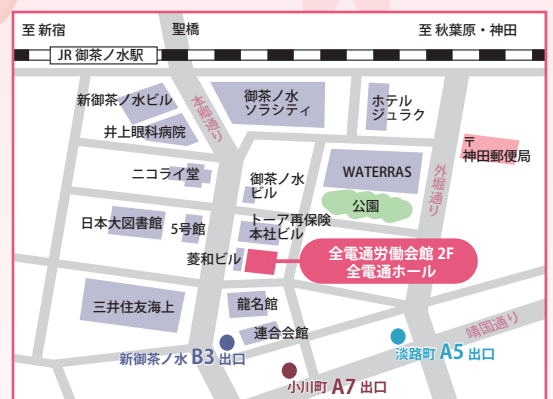 至 新宿
聖橋
至 秋葉原・神田
JR 御茶ノ水駅
新御茶ノ水ビル
本郷通り
御茶ノ水
ソラシティ
ホテル
ジュラク
井上眼科病院
〒
神田郵便局
ニコライ堂
御茶ノ水
ビル
WATERRAS
外堀通り
公園
日本大図書館
5号館
トーア再保険
本社ビル
菱和ビル
全電通労働会館 2F
全電通ホール
三井住友海上
龍名館
連合会館
靖国通り
新御茶ノ水 B3 出口
淡路町 A5 出口
小川町 A7 出口